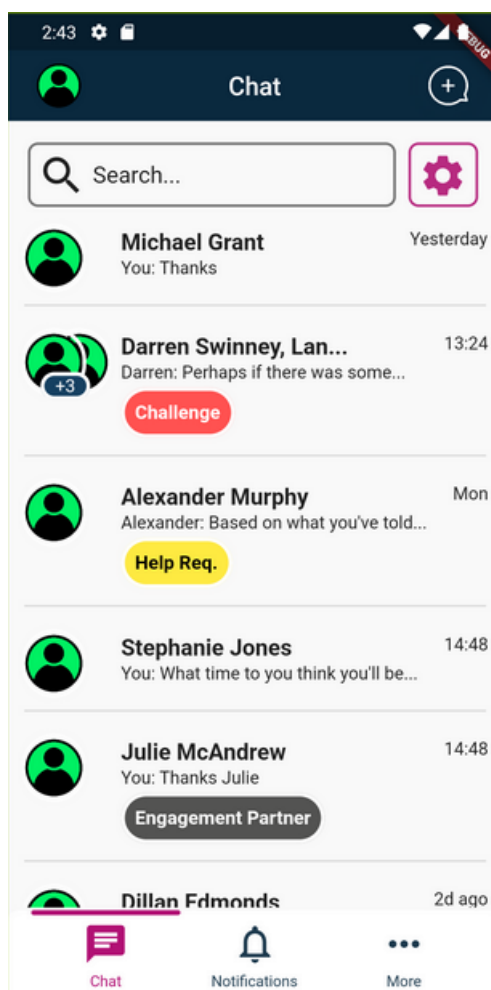 2:43
Chat
Search...
Michael Grant
Yesterday
You: Thanks
Darren Swinney, Lan...
13:24
Darren: Perhaps if there was some...
+3
Challenge
Alexander Murphy
Mon
Alexander: Based on what you've told...
Help Req.
Stephanie Jones
14:48
You: What time to you think you'll be...
Julie McAndrew
14:48
You: Thanks Julie
Engagement Partner
Dillan Edmonds
2d ago
Chat
Notifications
More